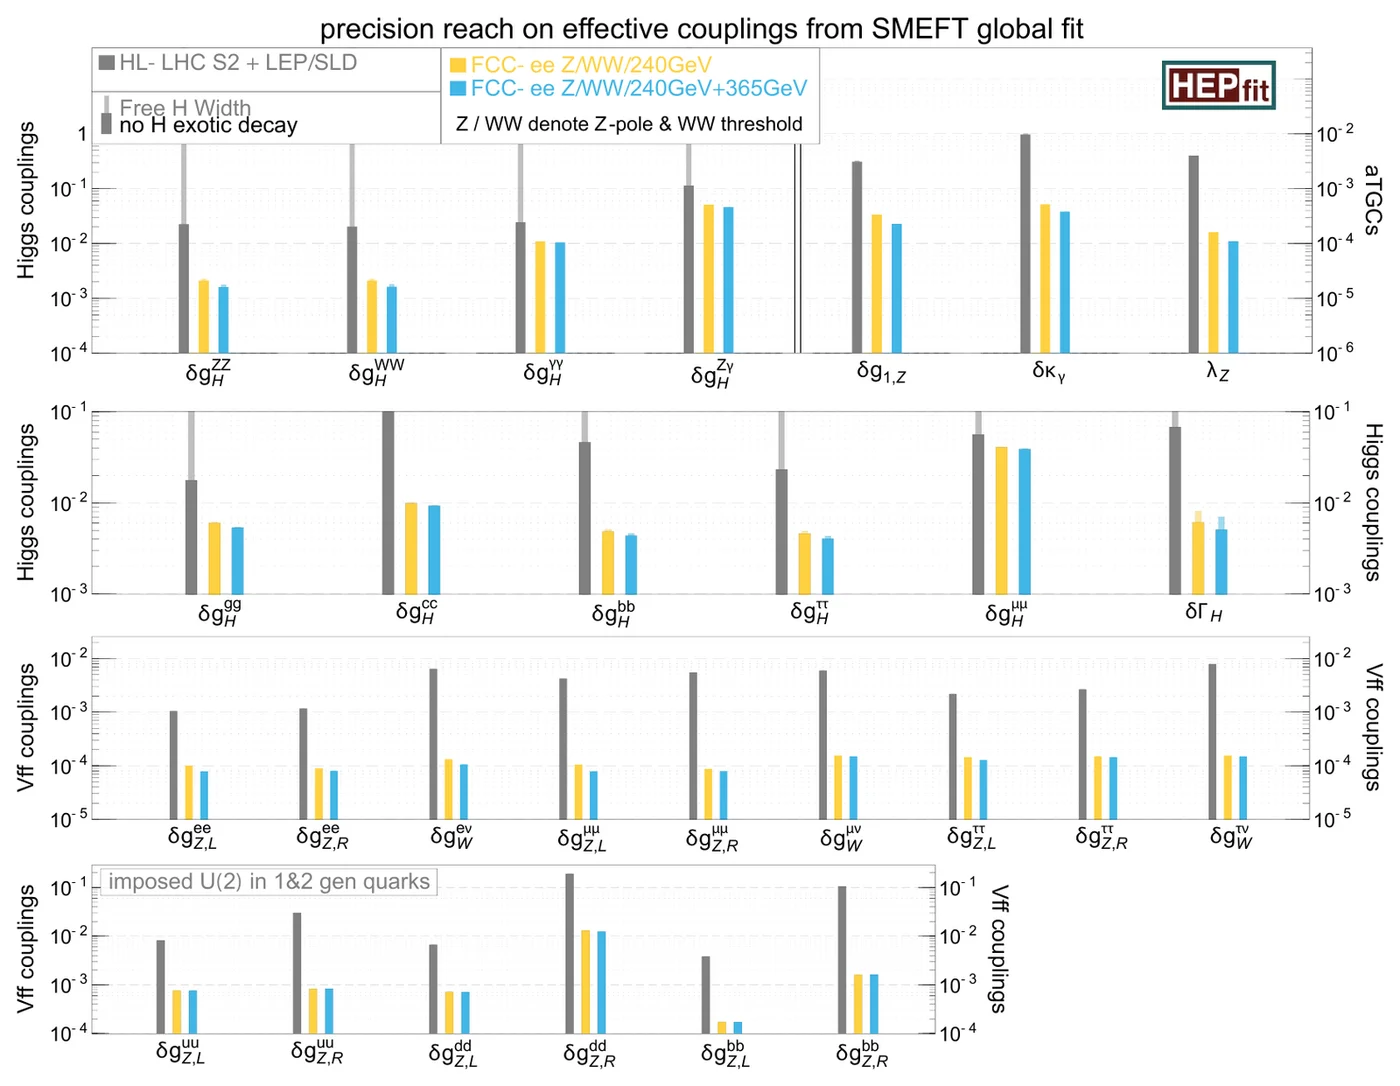 precision reach on effective couplings from SMEFT global fit
HL- LHC S2 + LEP/SLD
Free H Width
no H exotic decay
FCC- ee Z/WW/240GeV
FCC- ee Z/WW/240GeV+365GeV
Z / WW denote Z-pole & WW threshold
HEPfit
Higgs couplings
1
10⁻¹
10⁻²
10⁻³
10⁻⁴
aTGCs
10⁻²
10⁻³
10⁻⁴
10⁻⁵
10⁻⁶
δg_H^ZZ δg_H^WW δg_H^γγ δg_H^Zγ δg_1,Z δκ_γ λ_Z
Higgs couplings
10⁻¹
10⁻²
10⁻³
Higgs couplings
10⁻¹
10⁻²
10⁻³
δg_H^gg δg_H^cc δg_H^bb δg_H^ττ δg_H^μμ δΓ_H
Vff couplings
10⁻²
10⁻³
10⁻⁴
10⁻⁵
Vff couplings
10⁻²
10⁻³
10⁻⁴
10⁻⁵
δg_Z,L^ee δg_Z,R^ee δg_W^eν δg_Z,L^μμ δg_Z,R^μμ δg_W^μν δg_Z,L^ττ δg_Z,R^ττ δg_W^τν
imposed U(2) in 1&2 gen quarks
Vff couplings
10⁻¹
10⁻²
10⁻³
10⁻⁴
Vff couplings
10⁻¹
10⁻²
10⁻³
10⁻⁴
δg_Z,L^uu δg_Z,R^uu δg_Z,L^dd δg_Z,R^dd δg_Z,L^bb δg_Z,R^bb